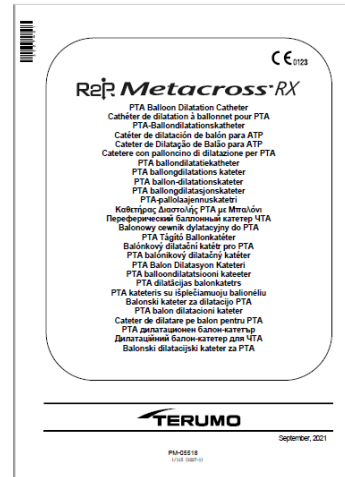 CE 0123
R2P Metacross RX
PTA Balloon Dilatation Catheter
Cathéter de dilatation à ballonnet pour PTA
PTA-Ballondilatationskatheter
Catéter de dilatación de balón para ATP
Cateter de Dilatação de Balão para ATP
Catetere con palloncino di dilatazione per PTA
PTA ballondilatatiekatheter
PTA ballongdilatations kateter
PTA ballon-dilatationskateter
PTA ballongdilatasjonskateter
PTA-pallolaajennuskatetri
Καθετήρας Διαστολής PTA με Μπαλόνι
Переферический баллонный катетер ЧТА
Balonowy cewnik dylatacyjny do PTA
PTA Tágító Ballonkatéter
Balónkový dilatační katétr pro PTA
PTA balónikový dilatačný katéter
PTA Balon Dilatasyon Kateteri
PTA balloondilatatsiooni kateeter
PTA dilatācijas balonkatetrs
PTA kateteris su išplečiamuoju balionėliu
Balonski kateter za dilatacijo PTA
PTA balon dilatacioni kateter
Cateter de dilatare pe balon pentru PTA
PTA дилатационен балон-катетър
Дилатаційний балон-катетер для ЧТА
Balonski dilatacijski kateter za PTA
TERUMO
September, 2021
PM-05518